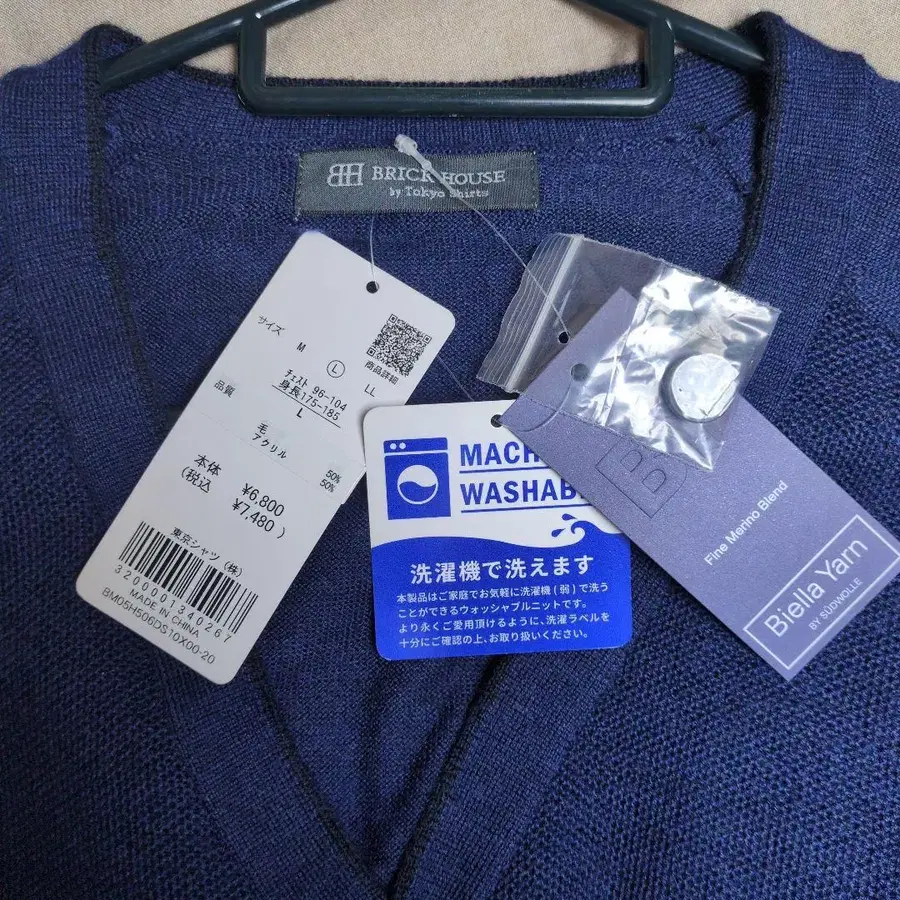 BH BRICK HOUSE
by Tokyo Shirts
サイズ
M
L
LL
商品詳細
チェスト 96-104
身長175-185
L
品質
毛 50%
アクリル 50%
本体 ¥6,800
(税込 ¥7,480)
東京シャツ(株)
3200001340267
MADE IN CHINA
BM05H506DS10X00-20
MACH
WASHAB
洗濯機で洗えます
本製品はご家庭でお気軽に洗濯機(弱)で洗う
ことができるウォッシャブルニットです。
より永くご愛用頂けるように、洗濯ラベルを
十分にご確認の上、お取り扱いください。
B
Fine Merino Blend
Biella Yarn
BY SÜDWOLLE